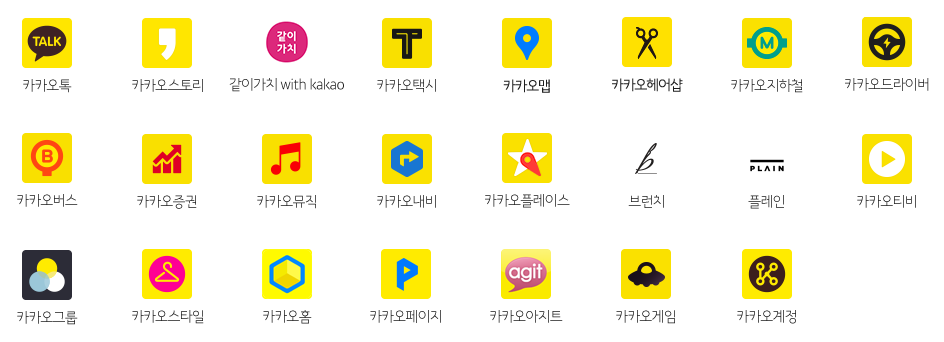 TALK
같이
가치
T
M
카카오톡
카카오스토리
같이가치 with kakao
카카오택시
카카오맵
카카오헤어샵
카카오지하철
카카오드라이버
B
b
PLAIN
카카오버스
카카오증권
카카오뮤직
카카오내비
카카오플레이스
브런치
플레인
카카오티비
P
agit
K
카카오그룹
카카오스타일
카카오홈
카카오페이지
카카오아지트
카카오게임
카카오계정